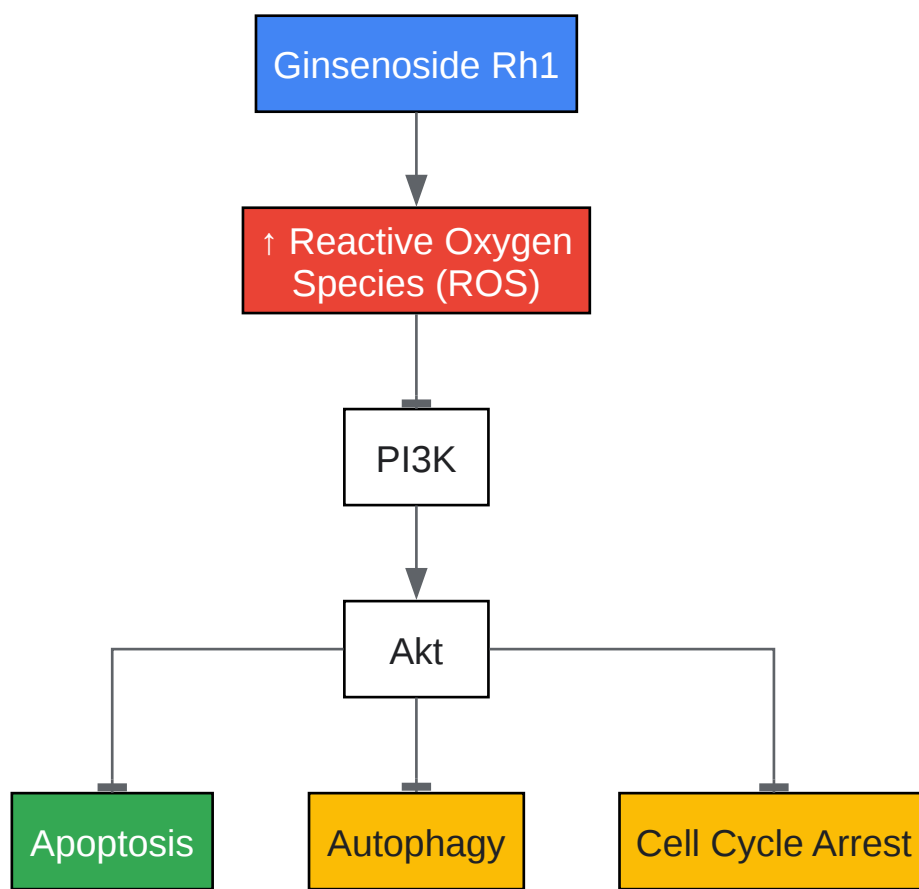 Ginsenoside Rh1
↑ Reactive Oxygen
Species (ROS)
PI3K
Akt
Apoptosis
Autophagy
Cell Cycle Arrest